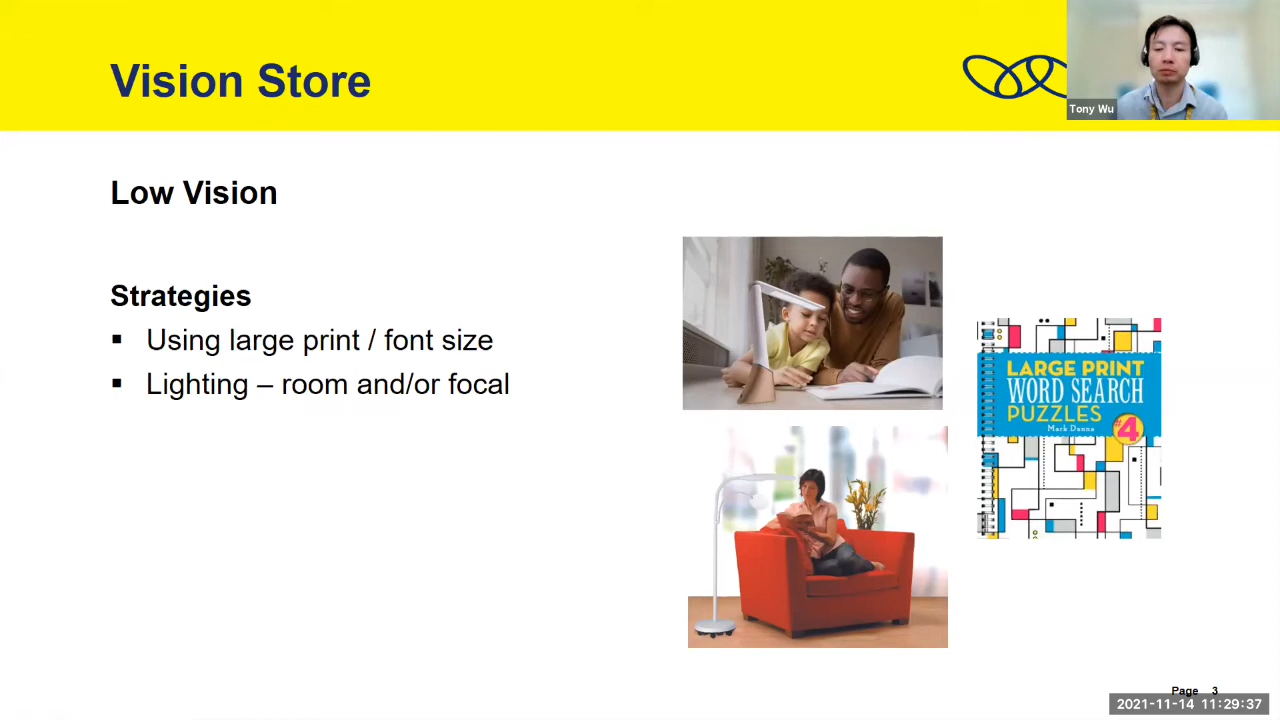 Vision Store
Tony Wu
Low Vision
Strategies
▪ Using large print / font size
▪ Lighting – room and/or focal
LARGE PRINT
WORD SEARCH
PUZZLES
Mark Danna
#4
Page 3
2021-11-14 11:29:37